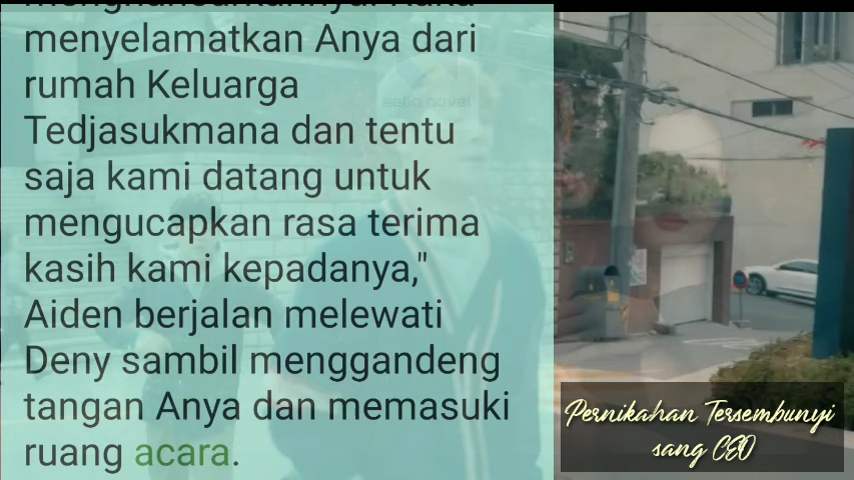 menyelamatkan Anya dari
rumah Keluarga
Tedjasukmana dan tentu
saja kami datang untuk
mengucapkan rasa terima
kasih kami kepadanya,"
Aiden berjalan melewati
Deny sambil menggandeng
tangan Anya dan memasuki
ruang acara.
Pernikahan Tersembunyi
sang CEO